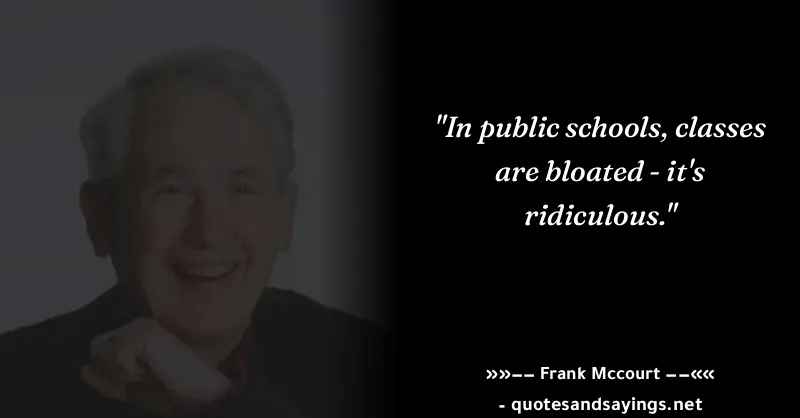 "In public schools, classes
are bloated - it's
ridiculous."
»»–– Frank Mccourt ––««
- quotesandsayings.net